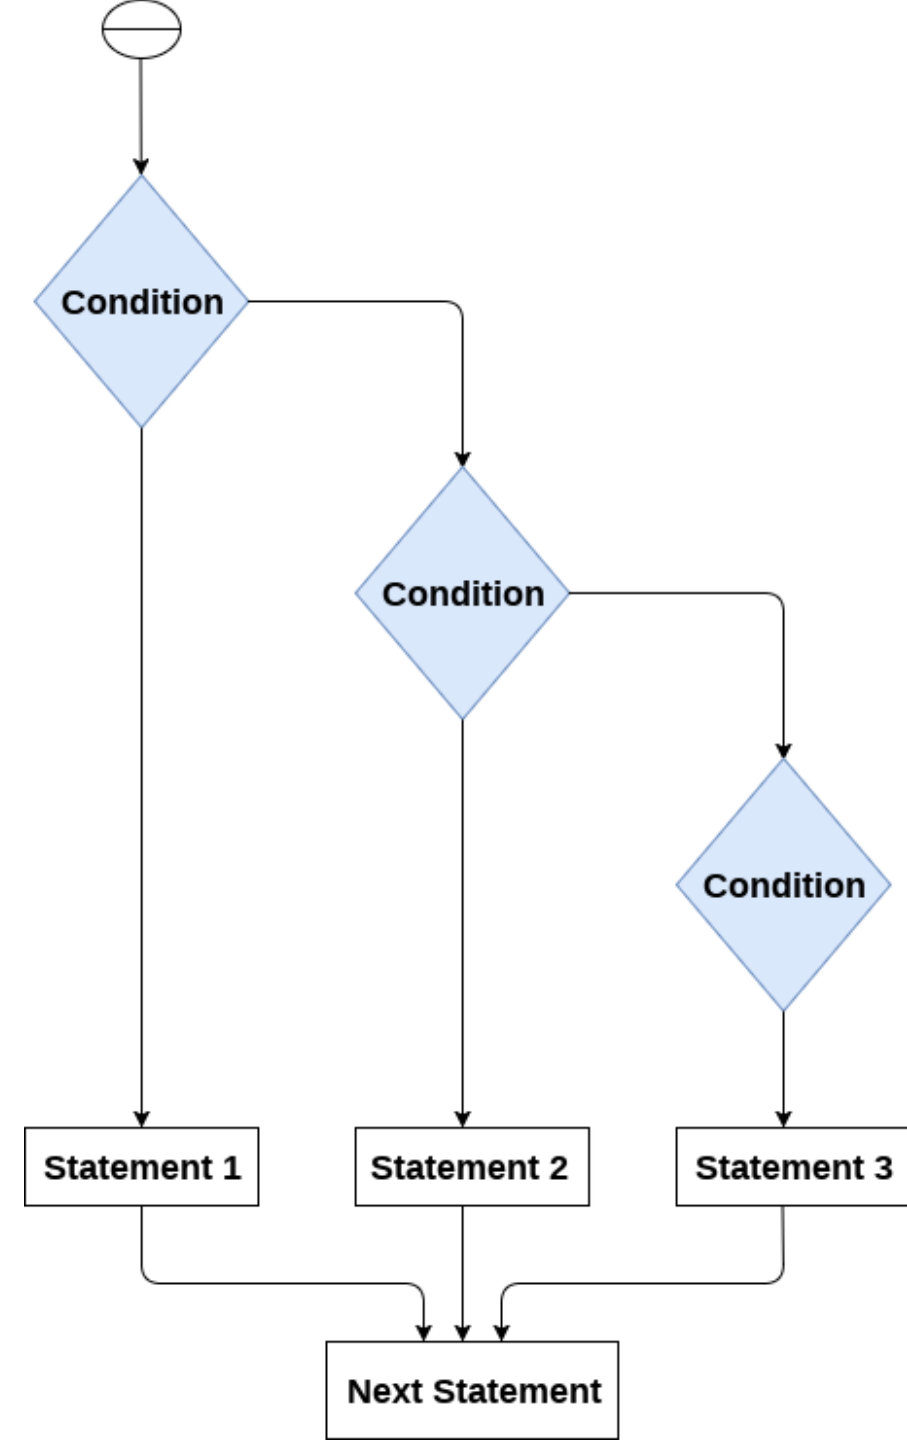 Condition
Condition
Condition
Statement 1
Statement 2
Statement 3
Next Statement